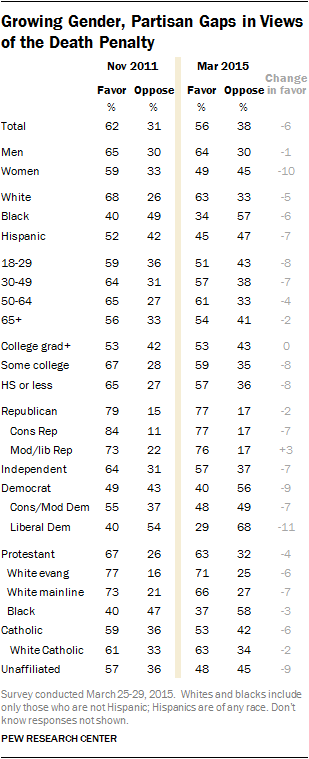 Growing Gender, Partisan Gaps in Views
of the Death Penalty
Nov 2011 Mar 2015 Change
Favor Oppose Favor Oppose in favor
% % % %
Total 62 31 56 38 -6
Men 65 30 64 30 -1
Women 59 33 49 45 -10
White 68 26 63 33 -5
Black 40 49 34 57 -6
Hispanic 52 42 45 47 -7
18-29 59 36 51 43 -8
30-49 64 31 57 38 -7
50-64 65 27 61 33 -4
65+ 56 33 54 41 -2
College grad+ 53 42 53 43 0
Some college 67 28 59 35 -8
HS or less 65 27 57 36 -8
Republican 79 15 77 17 -2
Cons Rep 84 11 77 17 -7
Mod/lib Rep 73 22 76 17 +3
Independent 64 31 57 37 -7
Democrat 49 43 40 56 -9
Cons/Mod Dem 55 37 48 49 -7
Liberal Dem 40 54 29 68 -11
Protestant 67 26 63 32 -4
White evang 77 16 71 25 -6
White mainline 73 21 66 27 -7
Black 40 47 37 58 -3
Catholic 59 36 53 42 -6
White Catholic 61 33 63 34 -2
Unaffiliated 57 36 48 45 -9
Survey conducted March 25-29, 2015. Whites and blacks include
only those who are not Hispanic; Hispanics are of any race. Don't
know responses not shown.
PEW RESEARCH CENTER